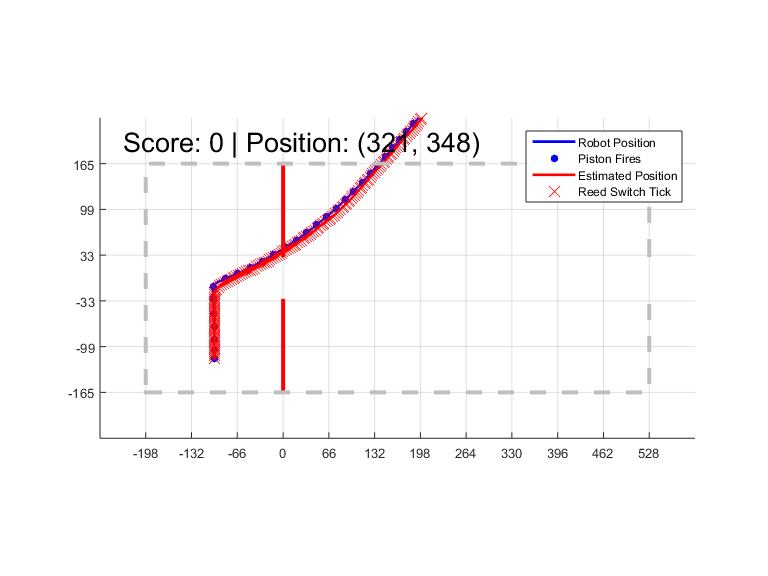 Score: 0 | Position: (321, 348)
Robot Position
Piston Fires
Estimated Position
Reed Switch Tick
165
99
33
-33
-99
-165
-198 -132 -66 0 66 132 198 264 330 396 462 528